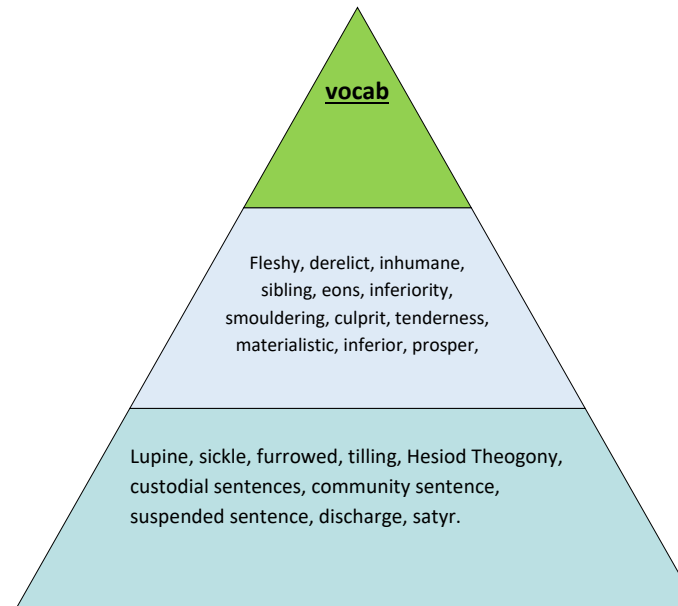 vocab
Fleshy, derelict, inhumane,
sibling, eons, inferiority,
smouldering, culprit, tenderness,
materialistic, inferior, prosper,
Lupine, sickle, furrowed, tilling, Hesiod Theogony,
custodial sentences, community sentence,
suspended sentence, discharge, satyr.